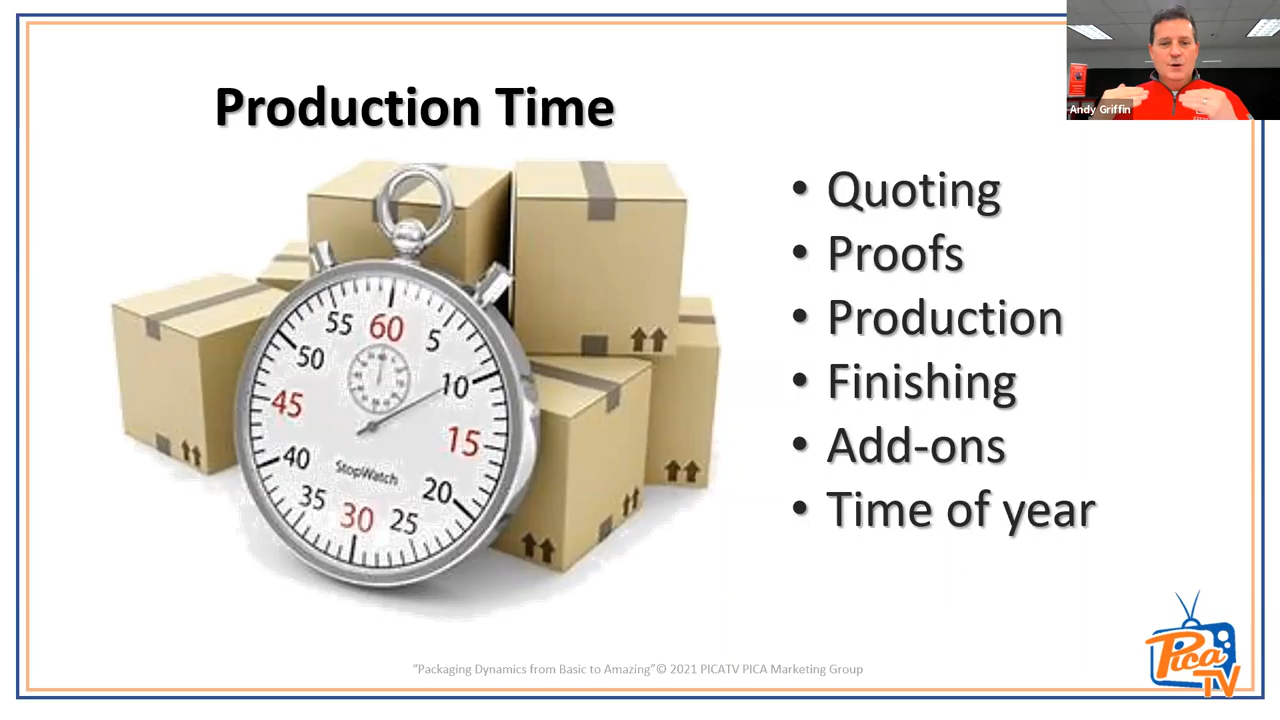 Andy Griffin
Production Time
• Quoting
• Proofs
• Production
• Finishing
• Add-ons
• Time of year
60
5
10
15
20
25
30
35
40
45
50
55
StopWatch
“Packaging Dynamics from Basic to Amazing”© 2021 PICATV PICA Marketing Group
Pica
TV